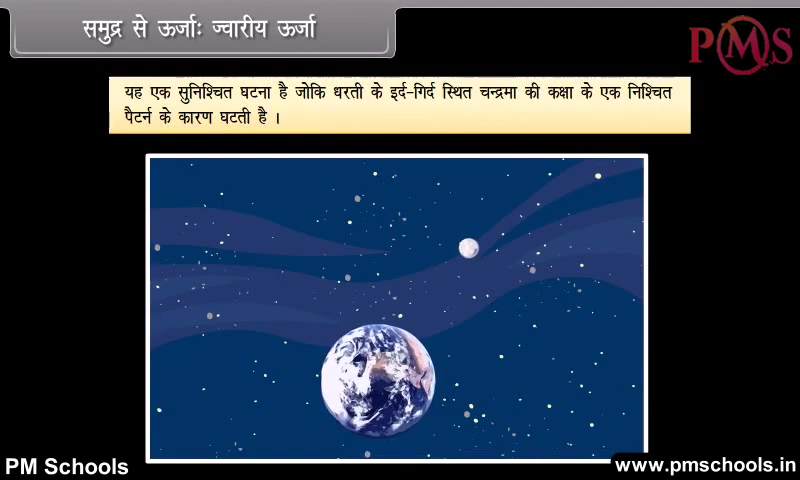 समुद्र से ऊर्जाः ज्वारीय ऊर्जा
PMS
यह एक सुनिश्चित घटना है जोकि धरती के इर्द-गिर्द स्थित चन्द्रमा की कक्षा के एक निश्चित
पैटर्न के कारण घटती है ।
PM Schools
www.pmschools.in